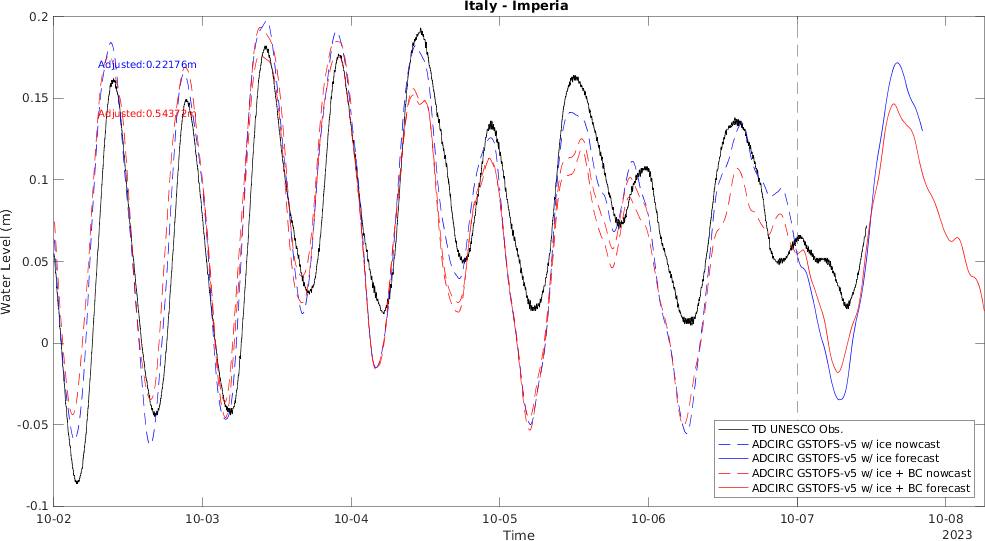 Italy - Imperia
0.2
0.15
0.1
0.05
0
-0.05
-0.1
Water Level (m)
Adjusted:0.22176m
Adjusted:0.54372m
TD UNESCO Obs.
ADCIRC GSTOFS-v5 w/ ice nowcast
ADCIRC GSTOFS-v5 w/ ice forecast
ADCIRC GSTOFS-v5 w/ ice + BC nowcast
ADCIRC GSTOFS-v5 w/ ice + BC forecast
10-02 10-03 10-04 10-05 10-06 10-07 10-08
Time
2023